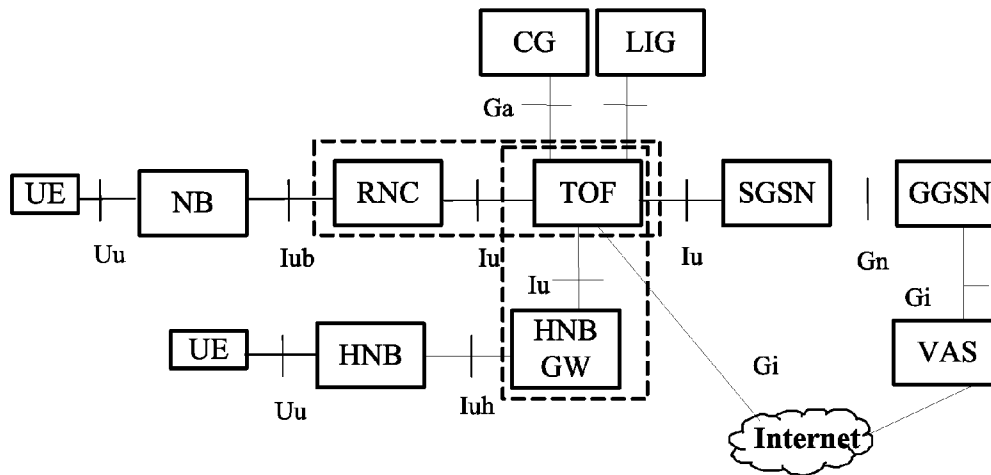 CG
LIG
Ga
UE
NB
RNC
TOF
SGSN
GGSN
Uu
Iub
Iu
Iu
Gn
Iu
Gi
UE
HNB
HNB
GW
VAS
Uu
Iuh
Gi
Internet